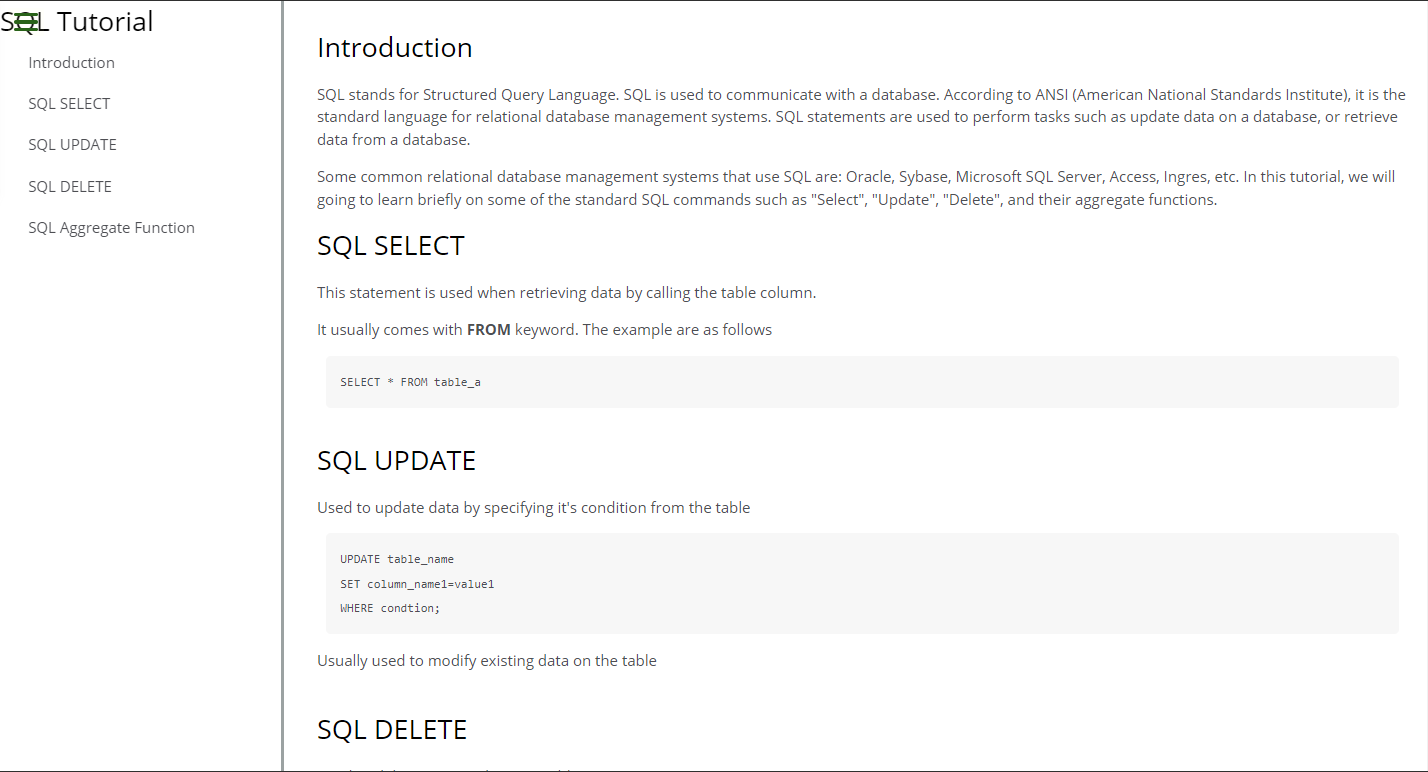 SQL Tutorial
Introduction
SQL SELECT
SQL UPDATE
SQL DELETE
SQL Aggregate Function
Introduction
SQL stands for Structured Query Language. SQL is used to communicate with a database. According to ANSI (American National Standards Institute), it is the
standard language for relational database management systems. SQL statements are used to perform tasks such as update data on a database, or retrieve
data from a database.
Some common relational database management systems that use SQL are: Oracle, Sybase, Microsoft SQL Server, Access, Ingres, etc. In this tutorial, we will
going to learn briefly on some of the standard SQL commands such as "Select", "Update", "Delete", and their aggregate functions.
SQL SELECT
This statement is used when retrieving data by calling the table column.
It usually comes with FROM keyword. The example are as follows
SELECT * FROM table_a
SQL UPDATE
Used to update data by specifying it's condition from the table
UPDATE table_name
SET column_name1=value1
WHERE condtion;
Usually used to modify existing data on the table
SQL DELETE